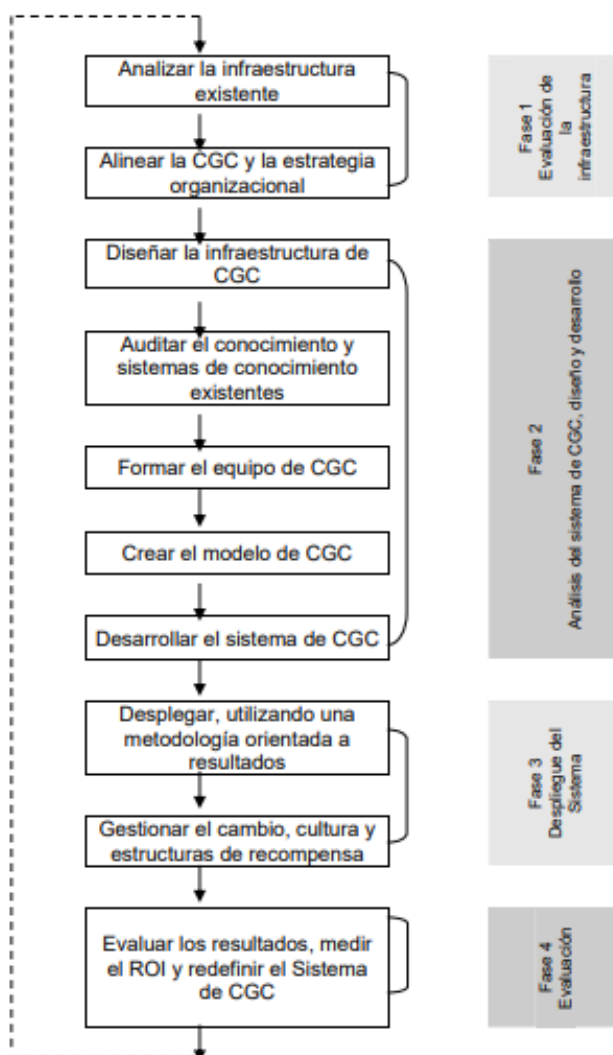 Analizar la infraestructura
existente
Alinear la CGC y la estrategia
organizacional
Fase 1
Evaluación de
la
infraestructura
Diseñar la infraestructura de
CGC
Auditar el conocimiento y
sistemas de conocimiento
existentes
Formar el equipo de CGC
Crear el modelo de CGC
Desarrollar el sistema de CGC
Fase 2
Análisis del sistema de CGC, diseño y desarrollo
Desplegar, utilizando una
metodología orientada a
resultados
Gestionar el cambio, cultura y
estructuras de recompensa
Fase 3
Despliegue del
Sistema
Evaluar los resultados, medir
el ROI y redefinir el Sistema
de CGC
Fase 4
Evaluación